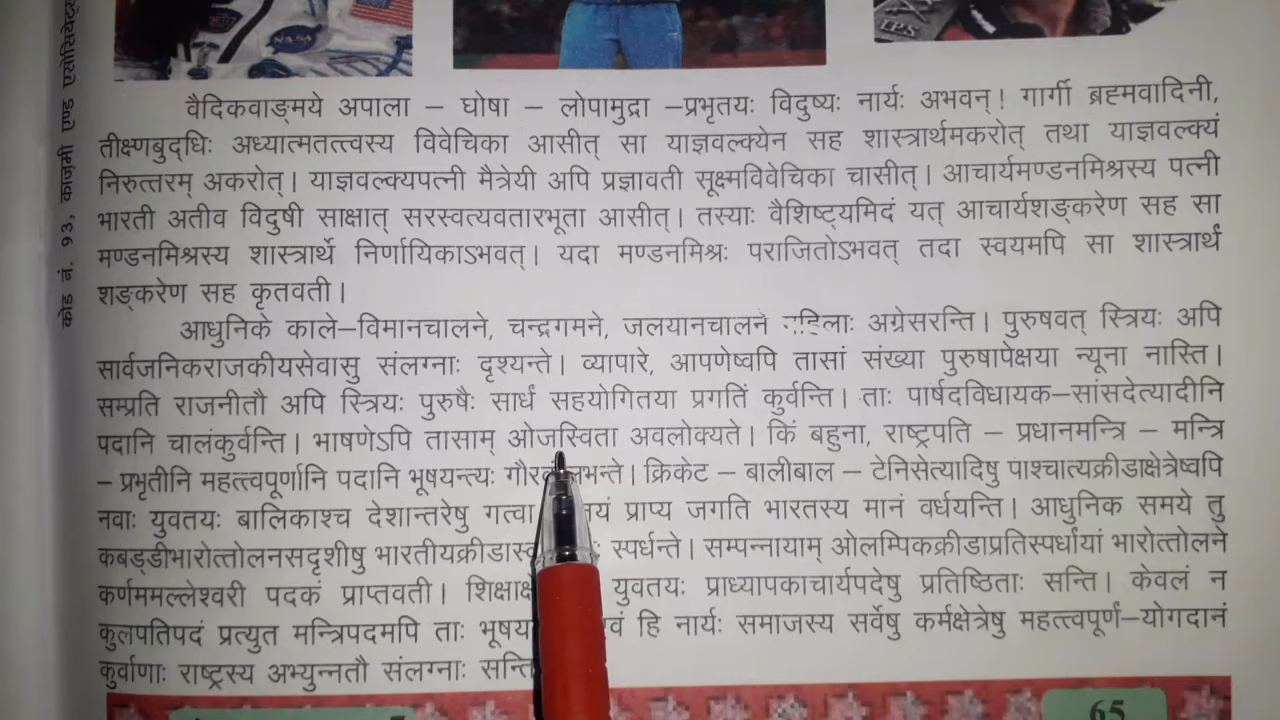 NASA
LPS
कोड नं. 93, काज़मी एण्ड एसोसियेट्स
वैदिकवाङ्मये अपाला – घोषा – लोपामुद्रा –प्रभृतयः विदुष्यः नार्यः अभवन्! गार्गी ब्रह्मवादिनी,
तीक्ष्णबुद्धिः अध्यात्मतत्त्वस्य विवेचिका आसीत् सा याज्ञवल्क्येन सह शास्त्रार्थमकरोत् तथा याज्ञवल्क्यं
निरुत्तरम् अकरोत्। याज्ञवल्क्यपत्नी मैत्रेयी अपि प्रज्ञावती सूक्ष्मविवेचिका चासीत्। आचार्यमण्डनमिश्रस्य पत्नी
भारती अतीव विदुषी साक्षात् सरस्वत्यवतारभूता आसीत्। तस्याः वैशिष्ट्यमिदं यत् आचार्यशङ्करेण सह सा
मण्डनमिश्रस्य शास्त्रार्थे निर्णायिकाऽभवत्। यदा मण्डनमिश्रः पराजितोऽभवत् तदा स्वयमपि सा शास्त्रार्थं
शङ्करेण सह कृतवती।
आधुनिके काले–विमानचालने, चन्द्रगमने, जलयानचालने अग्रेसरन्ति। पुरुषवत् स्त्रियः अपि
सार्वजनिकराजकीयसेवासु संलग्नाः दृश्यन्ते। व्यापारे, आपणेष्वपि तासां संख्या पुरुषापेक्षया न्यूना नास्ति।
सम्प्रति राजनीतौ अपि स्त्रियः पुरुषैः सार्धं सहयोगितया प्रगतिं कुर्वन्ति। ताः पार्षदविधायक–सांसदेत्यादीनि
पदानि चालंकुर्वन्ति। भाषणेऽपि तासाम् ओजस्विता अवलोक्यते। किं बहुना, राष्ट्रपति – प्रधानमन्त्रि – मन्त्रि
– प्रभृतीनि महत्त्वपूर्णानि पदानि भूषयन्त्यः क्रिकेट – बालीबाल – टेनिसेत्यादिषु पाश्चात्यक्रीडाक्षेत्रेष्वपि
नवाः युवतयः बालिकाश्च देशान्तरेषु गत्वा प्राप्य जगति भारतस्य मानं वर्धयन्ति। आधुनिक समये तु
कबड्डीभारोत्तोलनसदृशीषु स्पर्धन्ते। सम्पन्नायाम् ओलम्पिकक्रीडाप्रतिस्पर्धायां भारोत्तोलने
कर्णममल्लेश्वरी पदकं प्राप्तवती। युवतयः प्राध्यापकाचार्यपदेषु प्रतिष्ठिताः सन्ति। केवलं न
कुलपतिपदं प्रत्युत मन्त्रिपदमपि ताः हि नार्यः समाजस्य सर्वेषु कर्मक्षेत्रेषु महत्त्वपूर्ण–योगदानं
कुर्वाणाः राष्ट्रस्य अभ्युन्नतौ संलग्नाः सन्ति
65